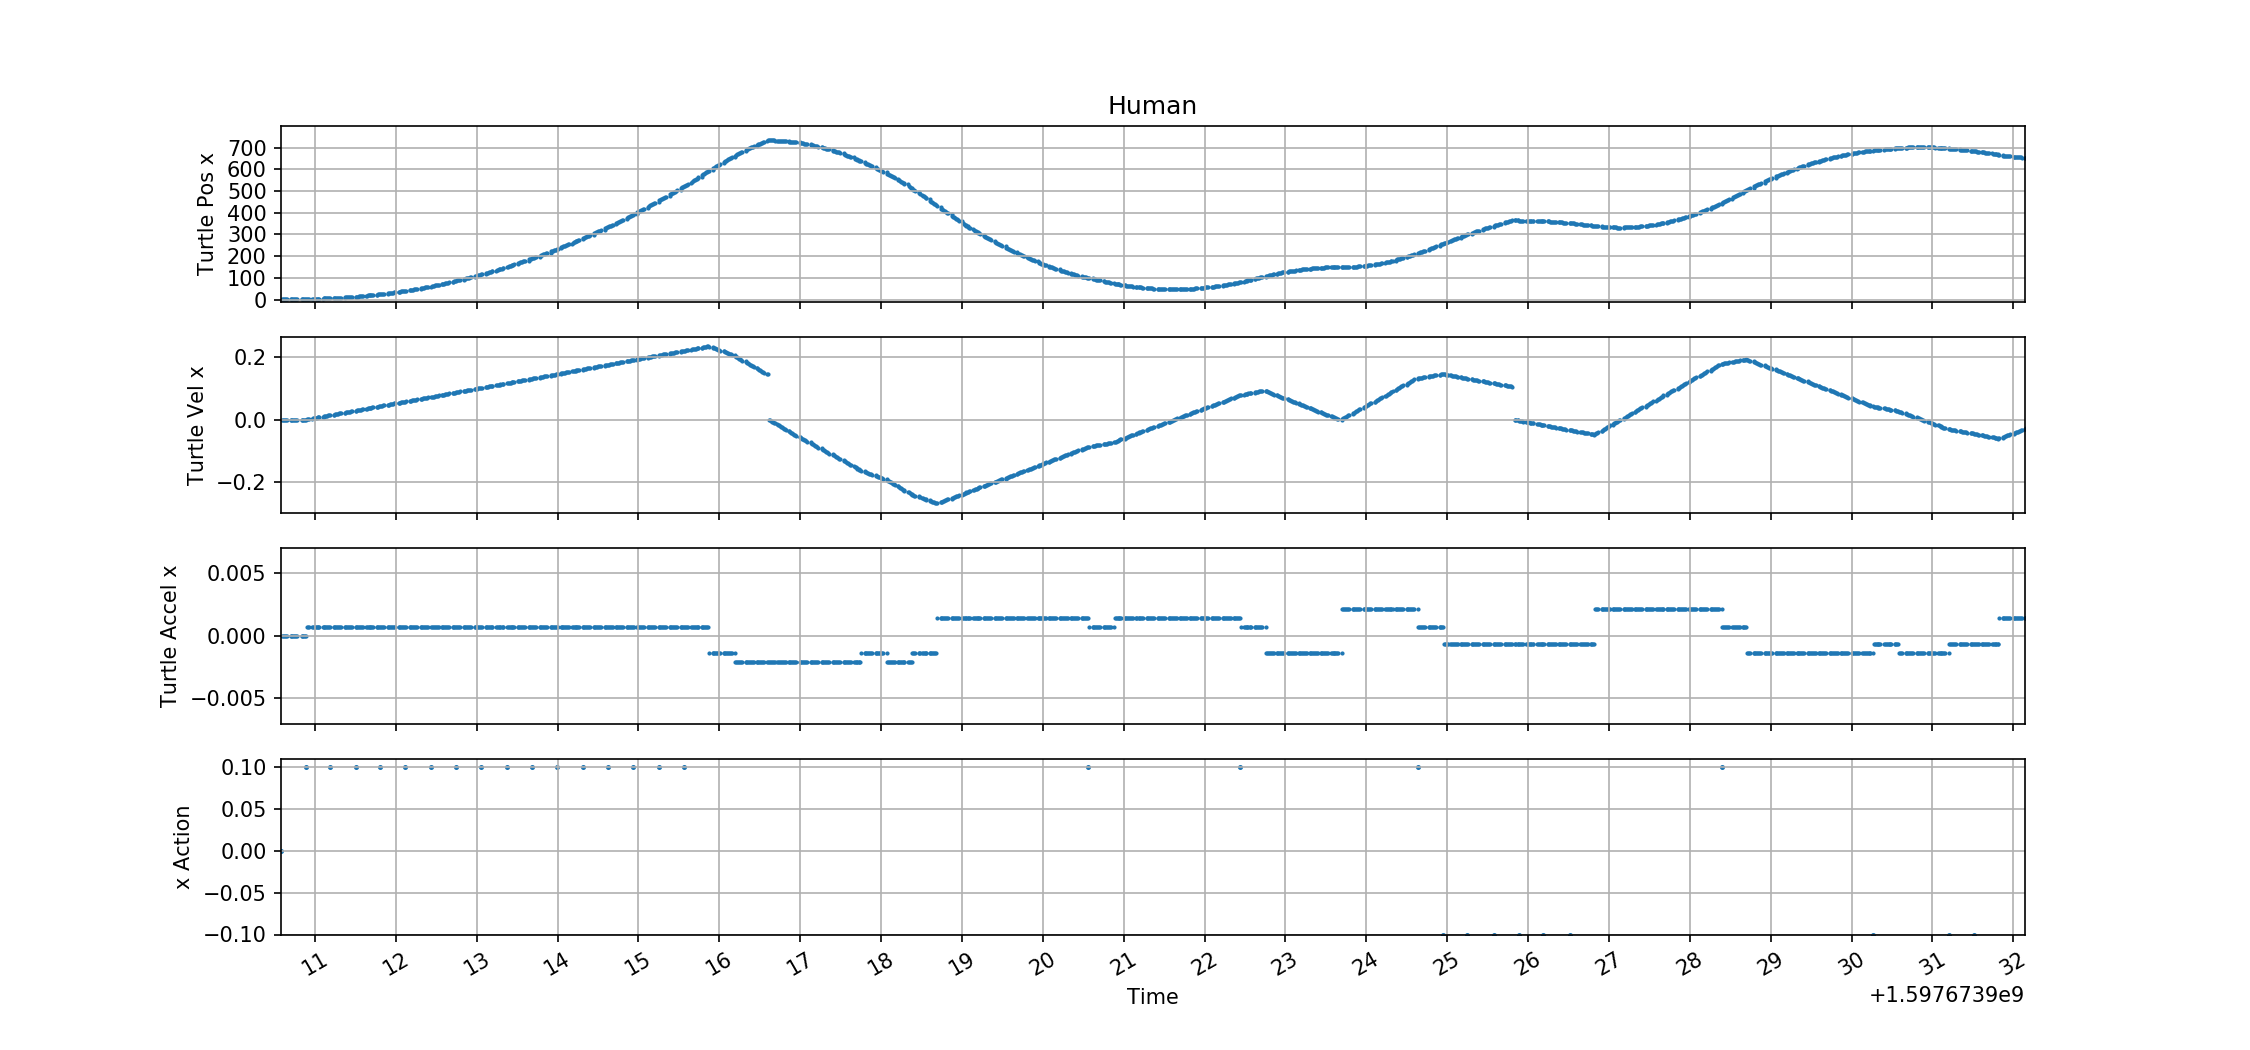 Human
Turtle Pos x
700
600
500
400
300
200
100
0
Turtle Vel x
0.2
0.0
−0.2
Turtle Accel x
0.005
0.000
−0.005
x Action
0.10
0.05
0.00
−0.05
−0.10
11 12 13 14 15 16 17 18 19 20 21 22 23 24 25 26 27 28 29 30 31 32
Time
+1.5976739e9